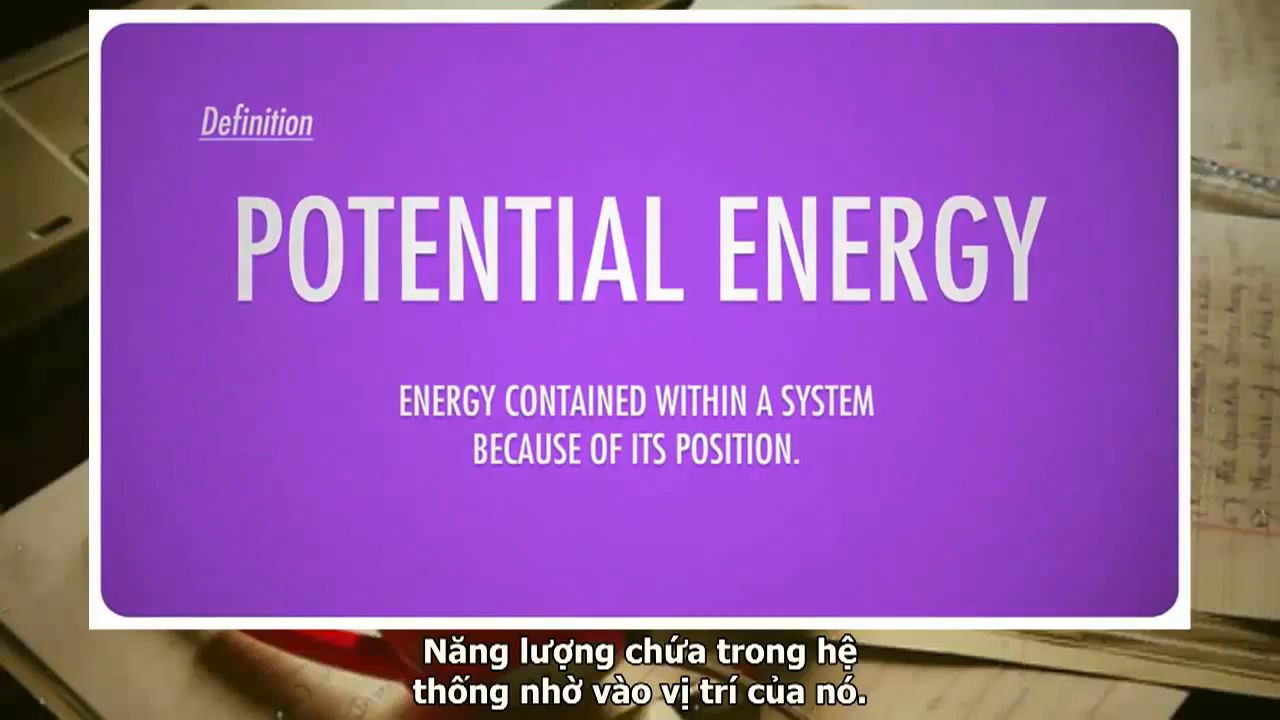 Definition
POTENTIAL ENERGY
ENERGY CONTAINED WITHIN A SYSTEM
BECAUSE OF ITS POSITION.
Năng lượng chứa trong hệ
thống nhờ vào vị trí của nó.